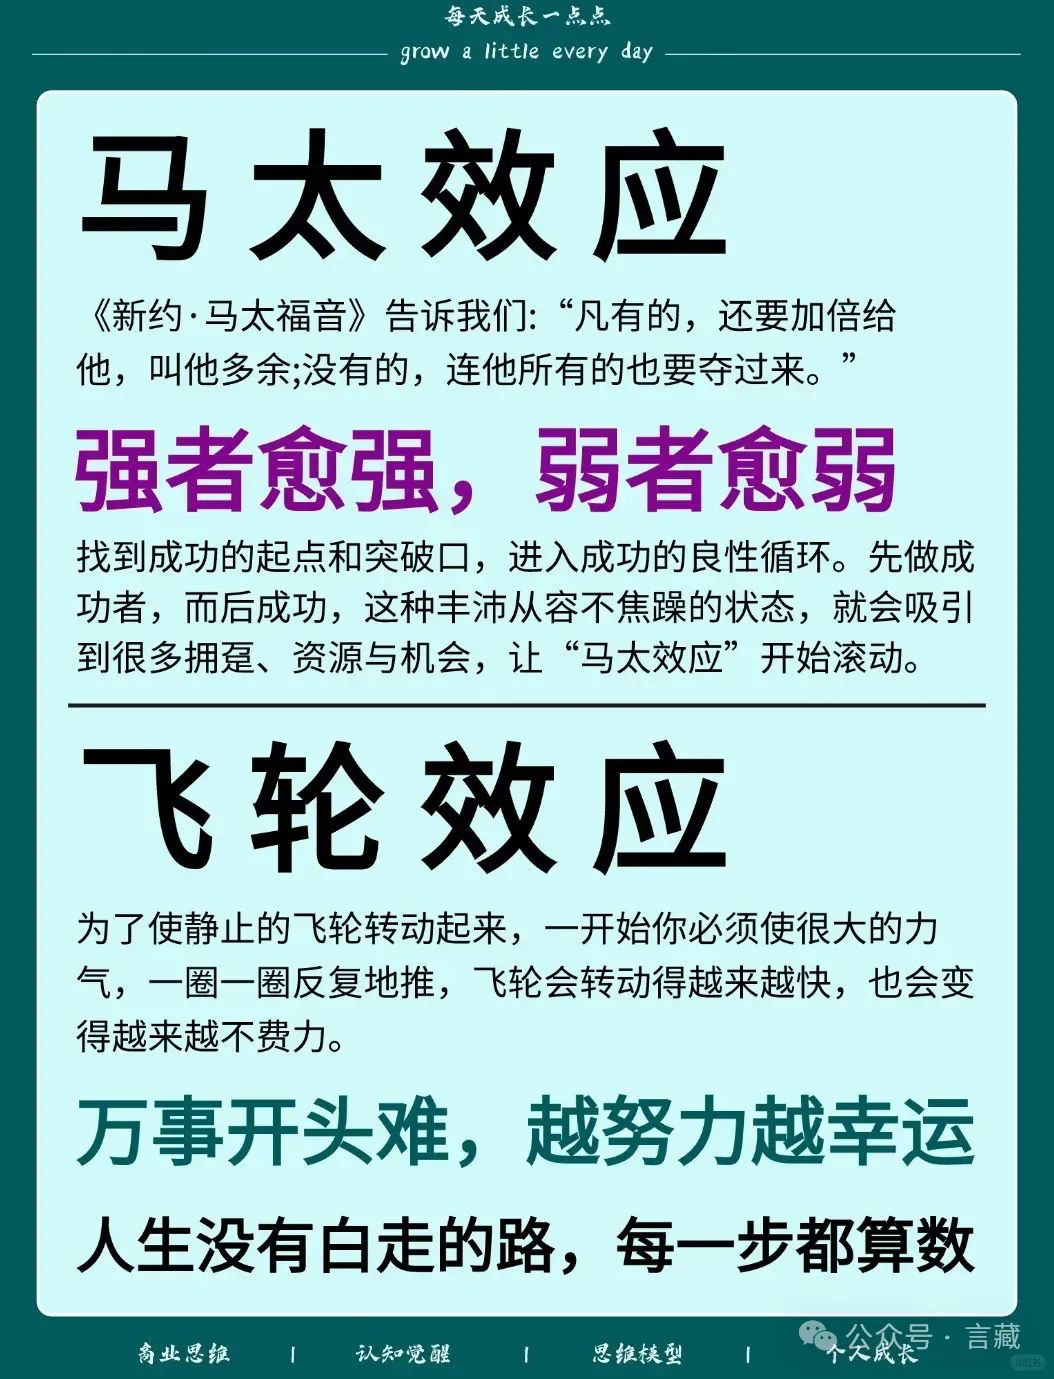 每天成长一点点
grow a little every day
马太效应
《新约·马太福音》告诉我们:“凡有的，还要加倍给
他，叫他多余;没有的，连他所有的也要夺过来。”
强者愈强，弱者愈弱
找到成功的起点和突破口，进入成功的良性循环。先做成
功者，而后成功，这种丰沛从容不焦躁的状态，就会吸引
到很多拥趸、资源与机会，让“马太效应”开始滚动。
飞轮效应
为了使静止的飞轮转动起来，一开始你必须使很大的力
气，一圈一圈反复地推，飞轮会转动得越来越快，也会变
得越来越不费力。
万事开头难，越努力越幸运
人生没有白走的路，每一步都算数
公众号·言藏
商业思维 | 认知觉醒 | 思维模型 | 个人成长
小红书